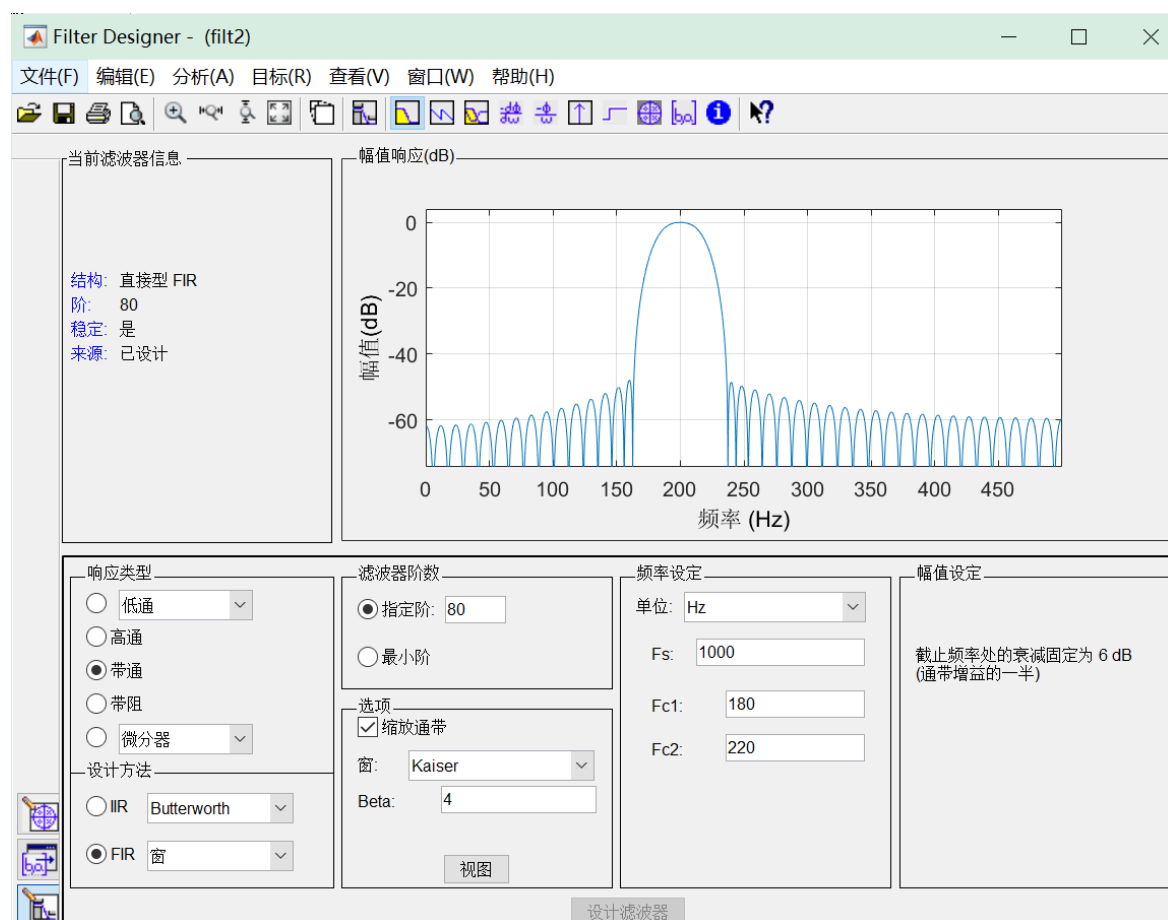 Filter Designer - (filt2)
文件(F) 编辑(E) 分析(A) 目标(R) 查看(V) 窗口(W) 帮助(H)
当前滤波器信息
结构: 直接型 FIR
阶: 80
稳定: 是
来源: 已设计
幅值响应(dB)
0
-20
-40
-60
幅值(dB)
0 50 100 150 200 250 300 350 400 450
频率 (Hz)
响应类型
低通
高通
带通
带阻
微分器
设计方法
IIR Butterworth
FIR 窗
滤波器阶数
指定阶: 80
最小阶
选项
缩放通带
窗: Kaiser
Beta: 4
视图
频率设定
单位: Hz
Fs: 1000
Fc1: 180
Fc2: 220
幅值设定
截止频率处的衰减固定为 6 dB
(通带增益的一半)
设计滤波器